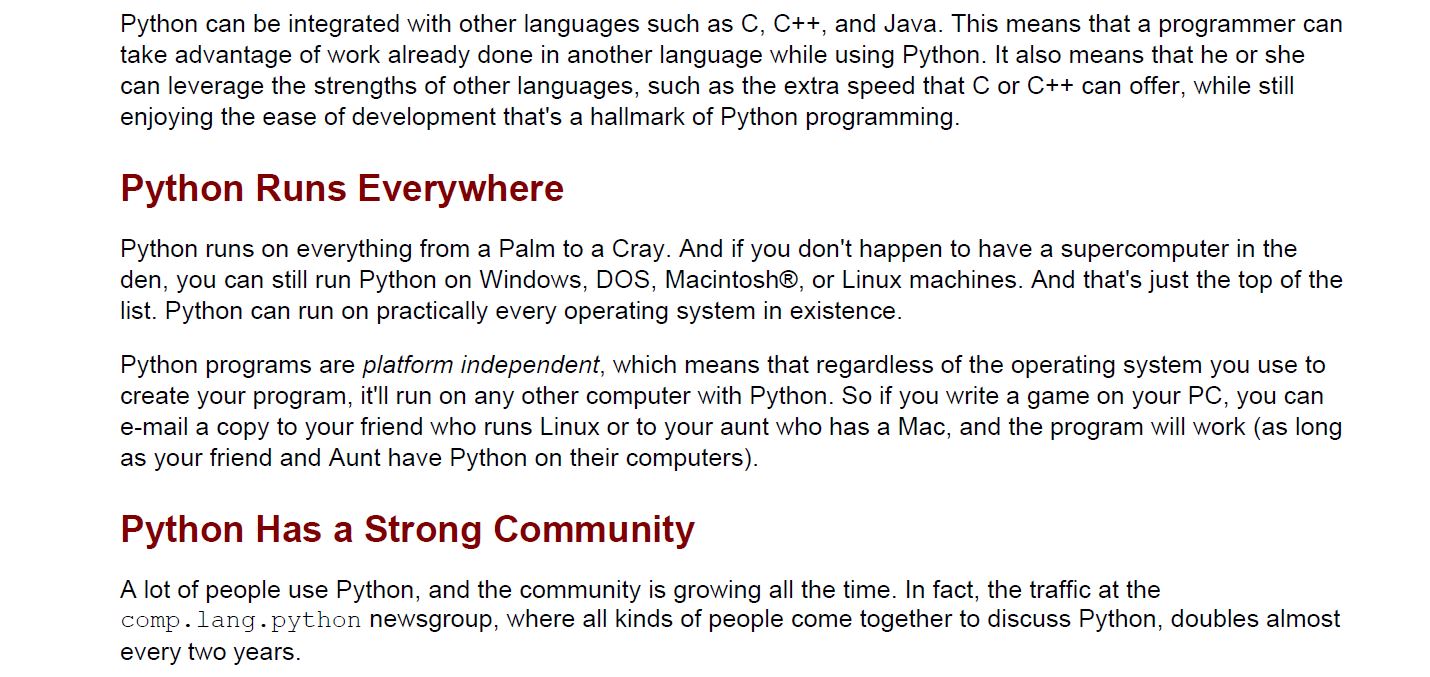 Python can be integrated with other languages such as C, C++, and Java. This means that a programmer can
take advantage of work already done in another language while using Python. It also means that he or she
can leverage the strengths of other languages, such as the extra speed that C or C++ can offer, while still
enjoying the ease of development that's a hallmark of Python programming.
Python Runs Everywhere
Python runs on everything from a Palm to a Cray. And if you don't happen to have a supercomputer in the
den, you can still run Python on Windows, DOS, Macintosh®, or Linux machines. And that's just the top of the
list. Python can run on practically every operating system in existence.
Python programs are platform independent, which means that regardless of the operating system you use to
create your program, it'll run on any other computer with Python. So if you write a game on your PC, you can
e-mail a copy to your friend who runs Linux or to your aunt who has a Mac, and the program will work (as long
as your friend and Aunt have Python on their computers).
Python Has a Strong Community
A lot of people use Python, and the community is growing all the time. In fact, the traffic at the
comp.lang.python newsgroup, where all kinds of people come together to discuss Python, doubles almost
every two years.